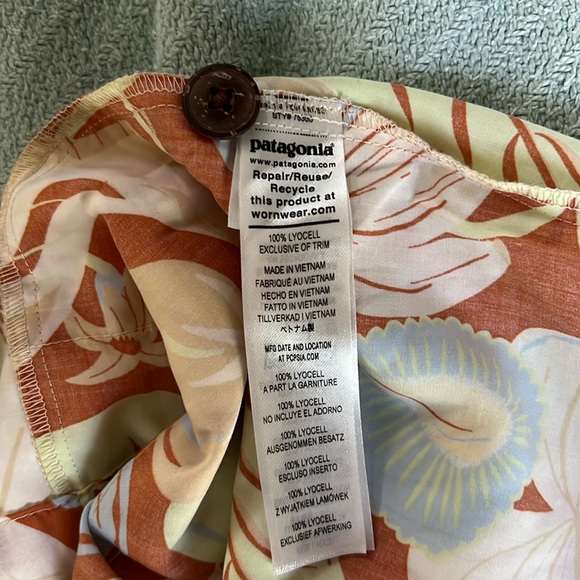 patagonia®
www.patagonia.com
Repair/Reuse/
Recycle
this product at
wornwear.com
100% LYOCELL
EXCLUSIVE OF TRIM
MADE IN VIETNAM
FABRIQUÉ AU VIETNAM
HECHO EN VIETNAM
FATTO IN VIETNAM
TILLVERKAD I VIETNAM
ベトナム製
MFG DATE AND LOCATION
AT PCPSIA.COM
100% LYOCELL
A PART LA GARNITURE
100% LYOCELL
NO INCLUYE EL ADORNO
100% LYOCELL
AUSGENOMMEN BESATZ
100% LYOCELL
ESCLUSO INSERTO
100% LYOCELL
Z WYJĄTKIEM LAMÓWEK
100% LYOCELL
EXCLUSIEF AFWERKING